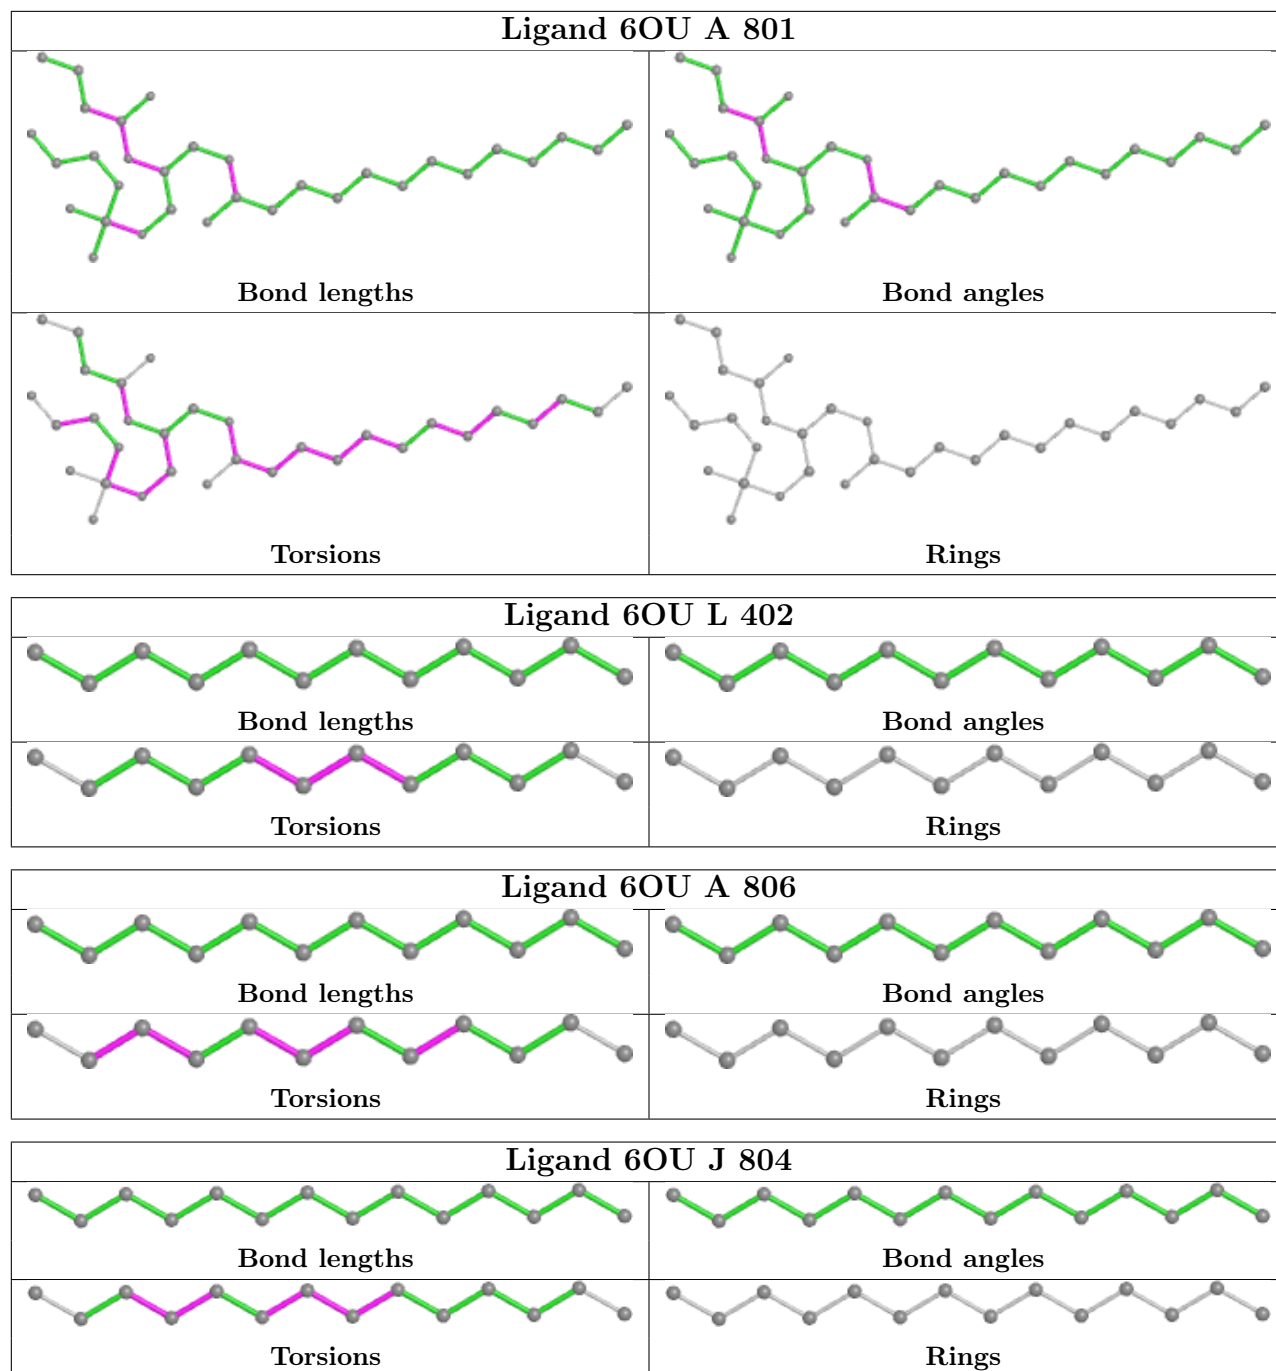 Ligand 6OU A 801
Bond lengths
Bond angles
Torsions
Rings
Ligand 6OU L 402
Bond lengths
Bond angles
Torsions
Rings
Ligand 6OU A 806
Bond lengths
Bond angles
Torsions
Rings
Ligand 6OU J 804
Bond lengths
Bond angles
Torsions
Rings